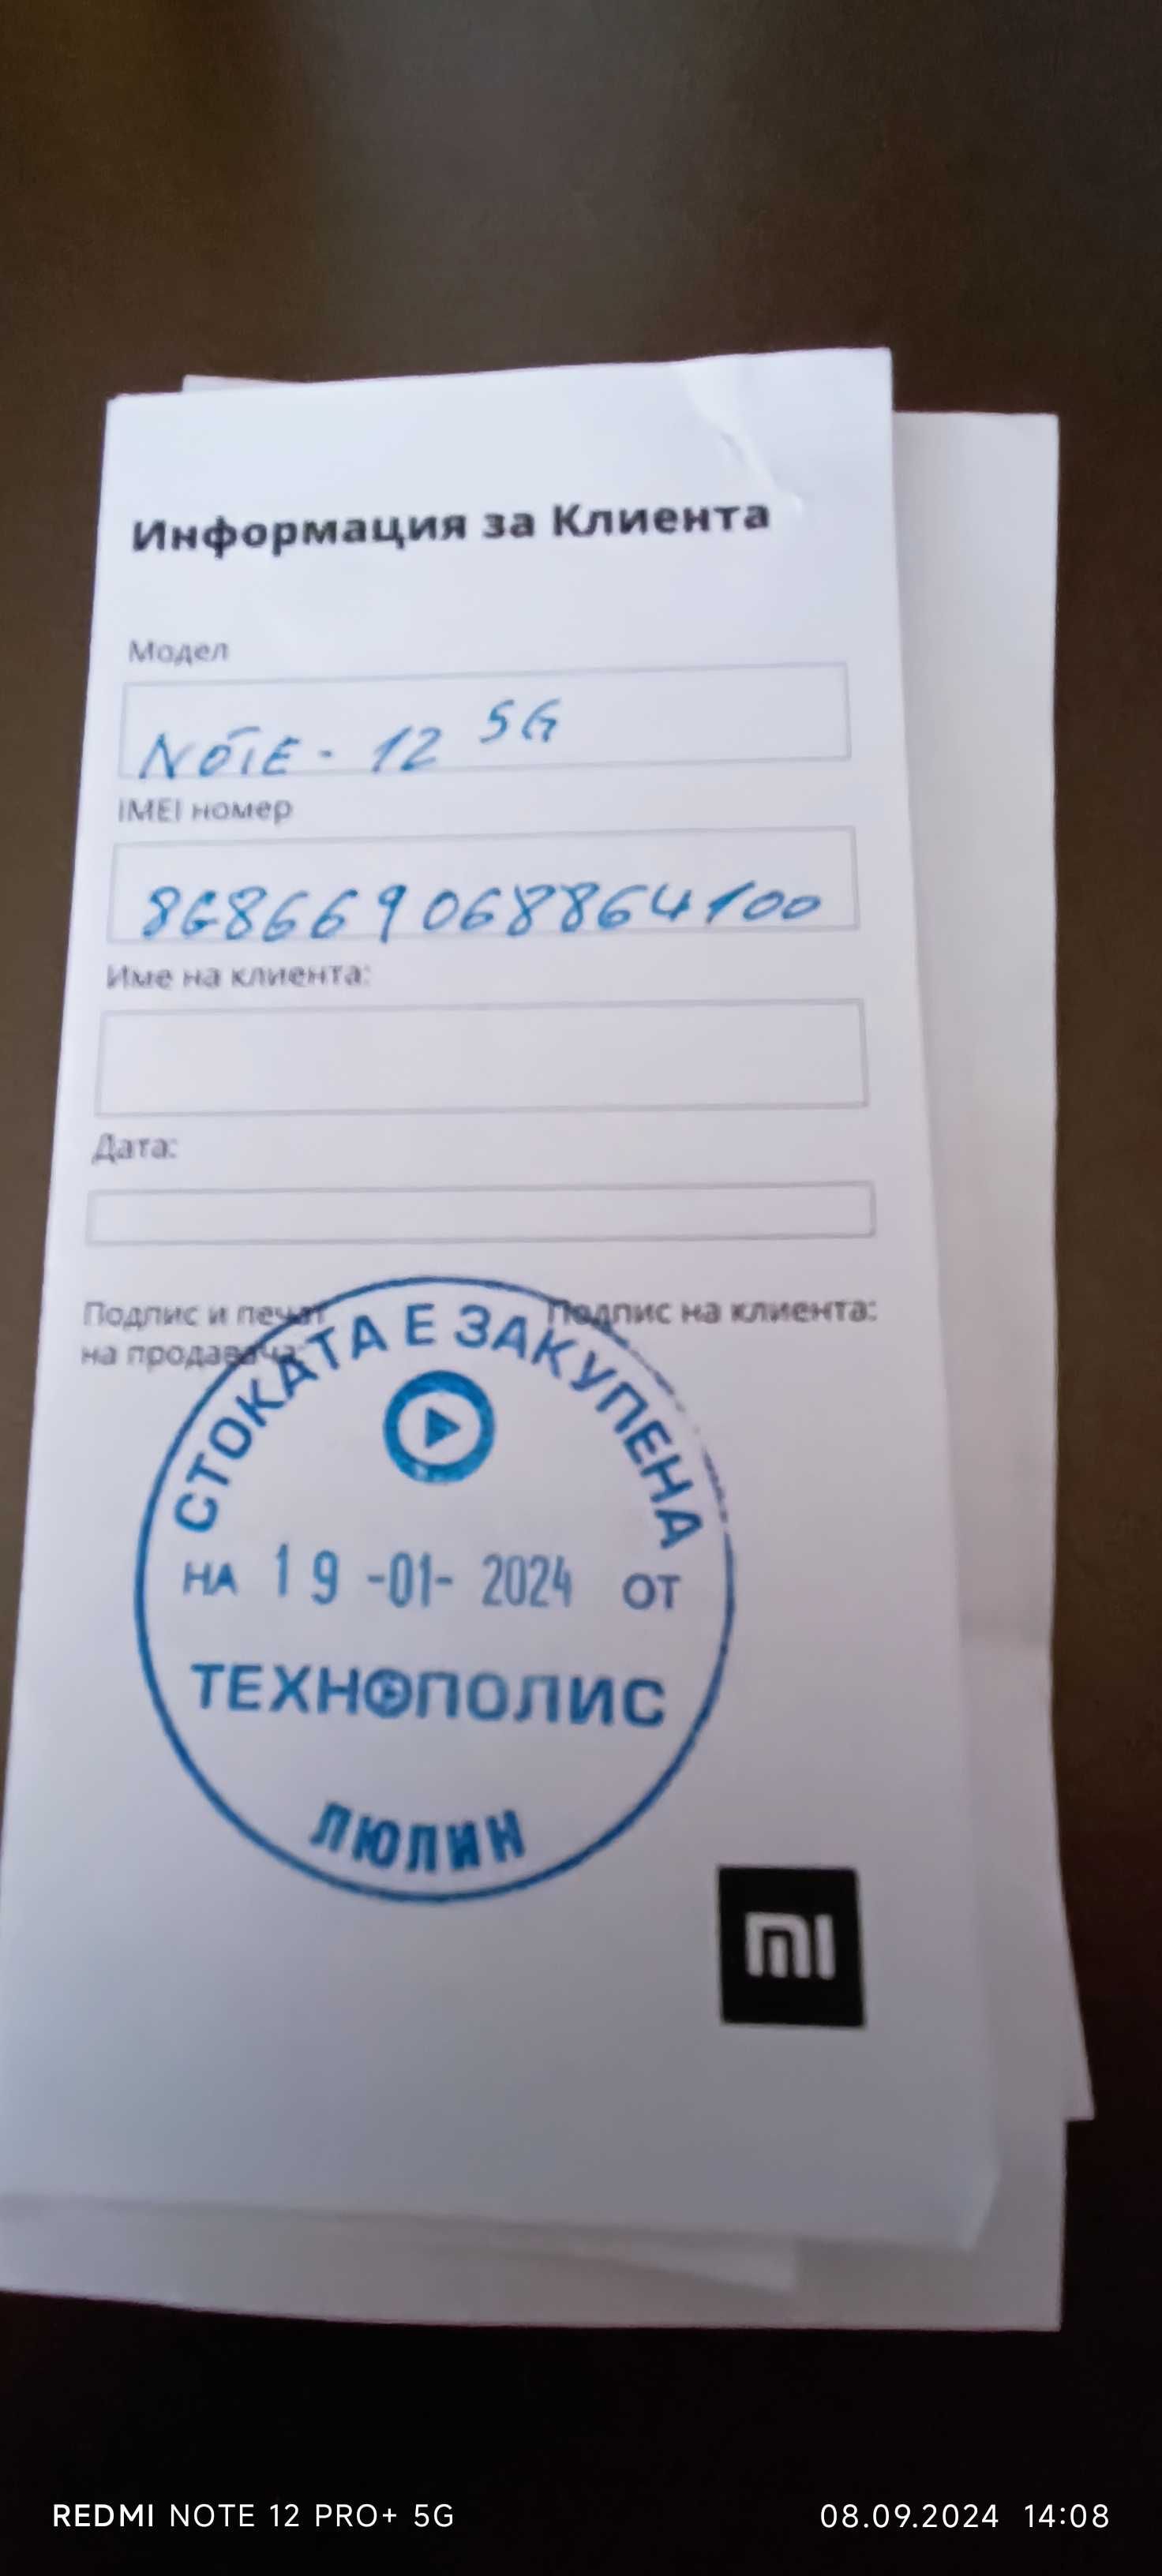 Информация за Клиента
Модел
NOTE - 12 5G
IMEI номер
868669068864100
Име на клиента:
Дата:
Подпис и печат
на продавача:
Подпис на клиента:
СТОКАТА Е ЗАКУПЕНА
НА 19 -01- 2024 ОТ
ТЕХНОПОЛИС
ЛЮЛИН
mi
REDMI NOTE 12 PRO+ 5G
08.09.2024 14:08